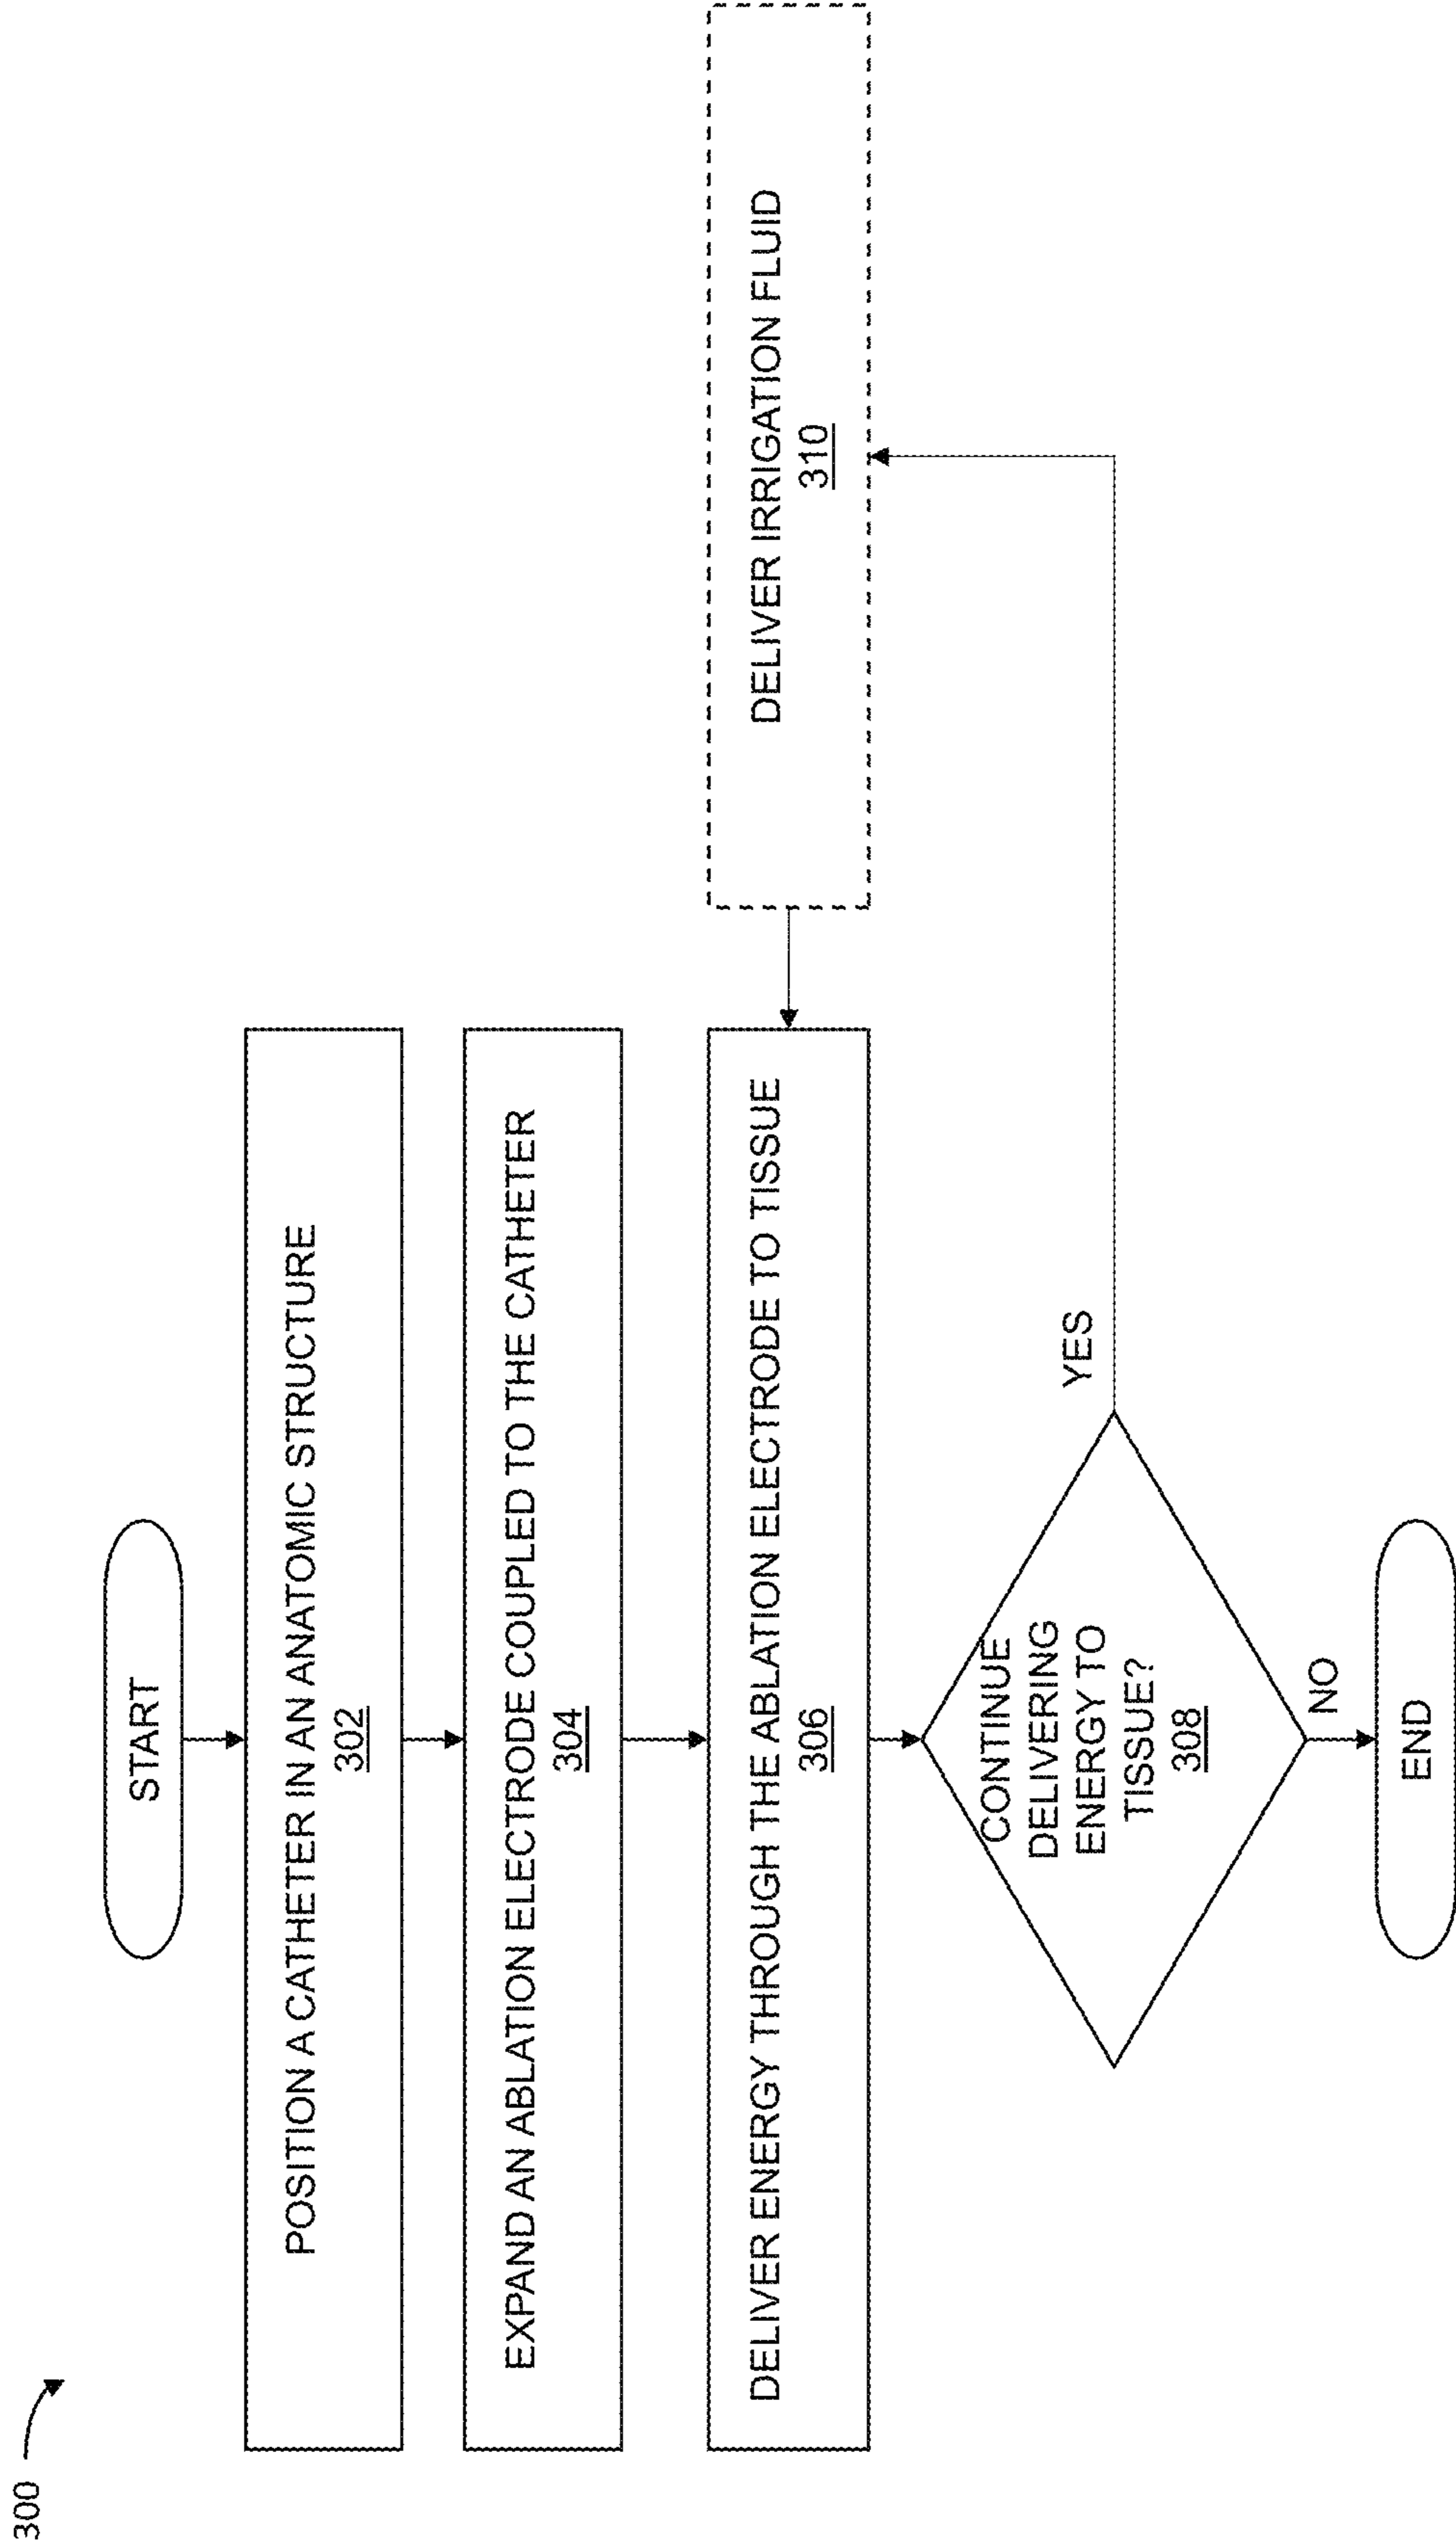 300
START
POSITION A CATHETER IN AN ANATOMIC STRUCTURE
302
EXPAND AN ABLATION ELECTRODE COUPLED TO THE CATHETER
304
DELIVER ENERGY THROUGH THE ABLATION ELECTRODE TO TISSUE
306
DELIVER IRRIGATION FLUID
310
CONTINUE
DELIVERING
ENERGY TO
TISSUE?
308
YES
NO
END